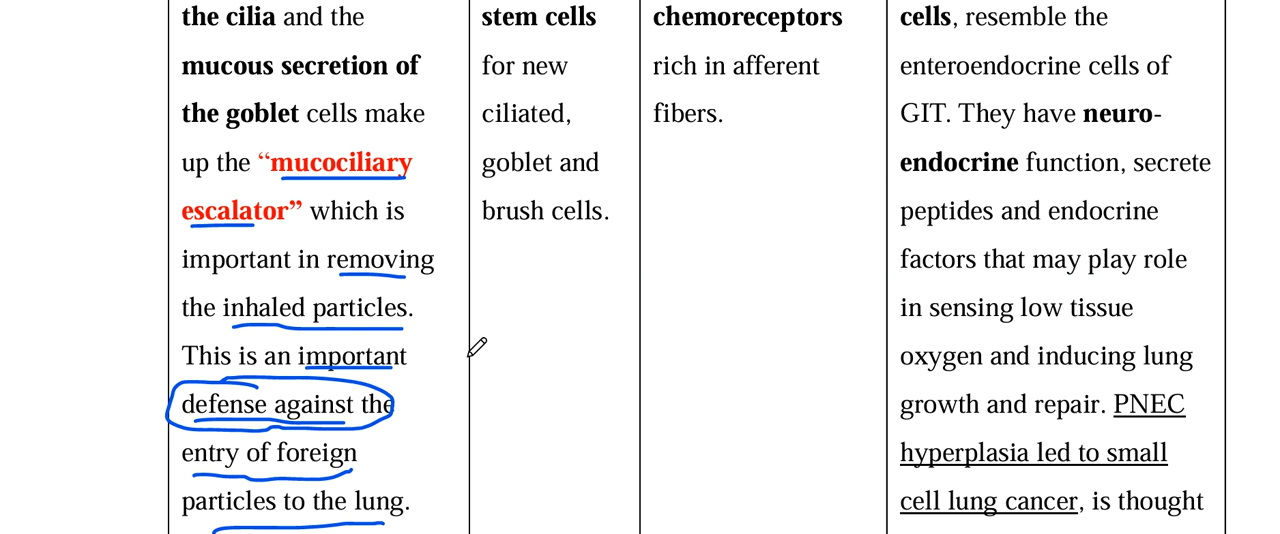 the cilia and the
mucous secretion of
the goblet cells make
up the “mucociliary
escalator” which is
important in removing
the inhaled particles.
This is an important
defense against the
entry of foreign
particles to the lung.
stem cells
for new
ciliated,
goblet and
brush cells.
chemoreceptors
rich in afferent
fibers.
cells, resemble the
enteroendocrine cells of
GIT. They have neuro-
endocrine function, secrete
peptides and endocrine
factors that may play role
in sensing low tissue
oxygen and inducing lung
growth and repair. PNEC
hyperplasia led to small
cell lung cancer, is thought